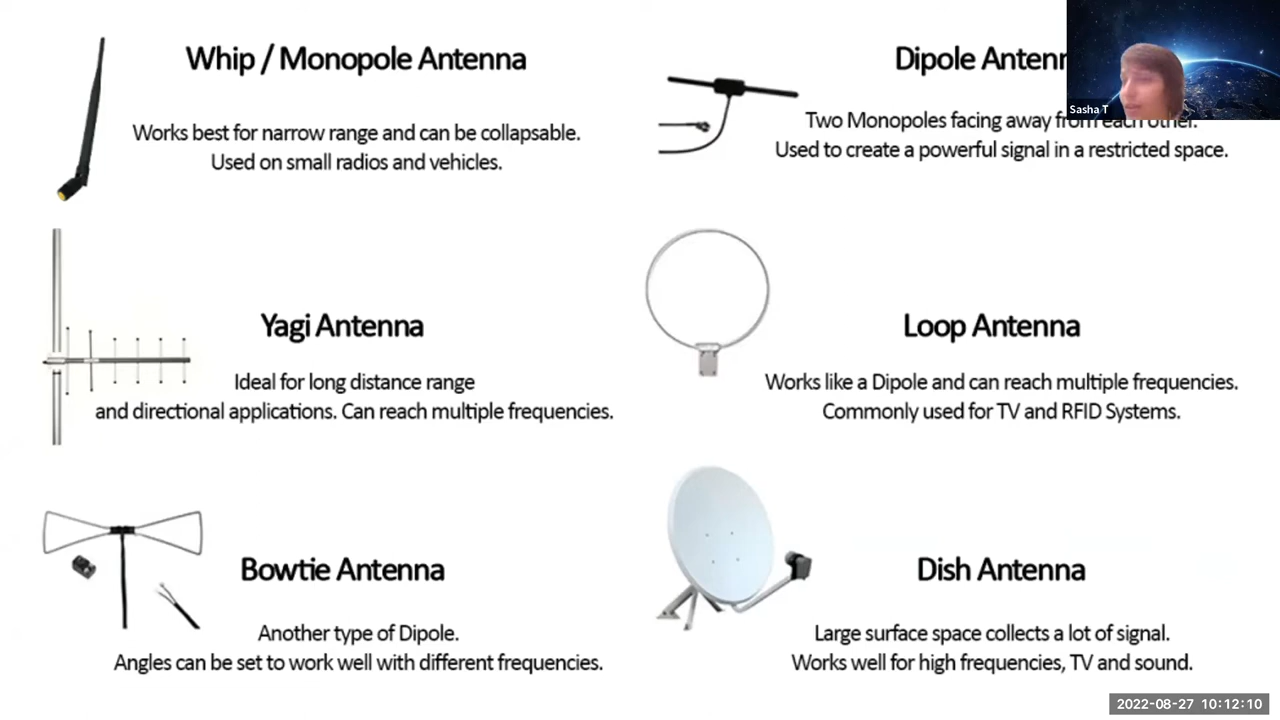 Whip / Monopole Antenna
Works best for narrow range and can be collapsable.
Used on small radios and vehicles.
Dipole Antenn
Sasha T
Two Monopoles facing away from each other.
Used to create a powerful signal in a restricted space.
Yagi Antenna
Ideal for long distance range
and directional applications. Can reach multiple frequencies.
Loop Antenna
Works like a Dipole and can reach multiple frequencies.
Commonly used for TV and RFID Systems.
Bowtie Antenna
Another type of Dipole.
Angles can be set to work well with different frequencies.
Dish Antenna
Large surface space collects a lot of signal.
Works well for high frequencies, TV and sound.
2022-08-27 10:12:10